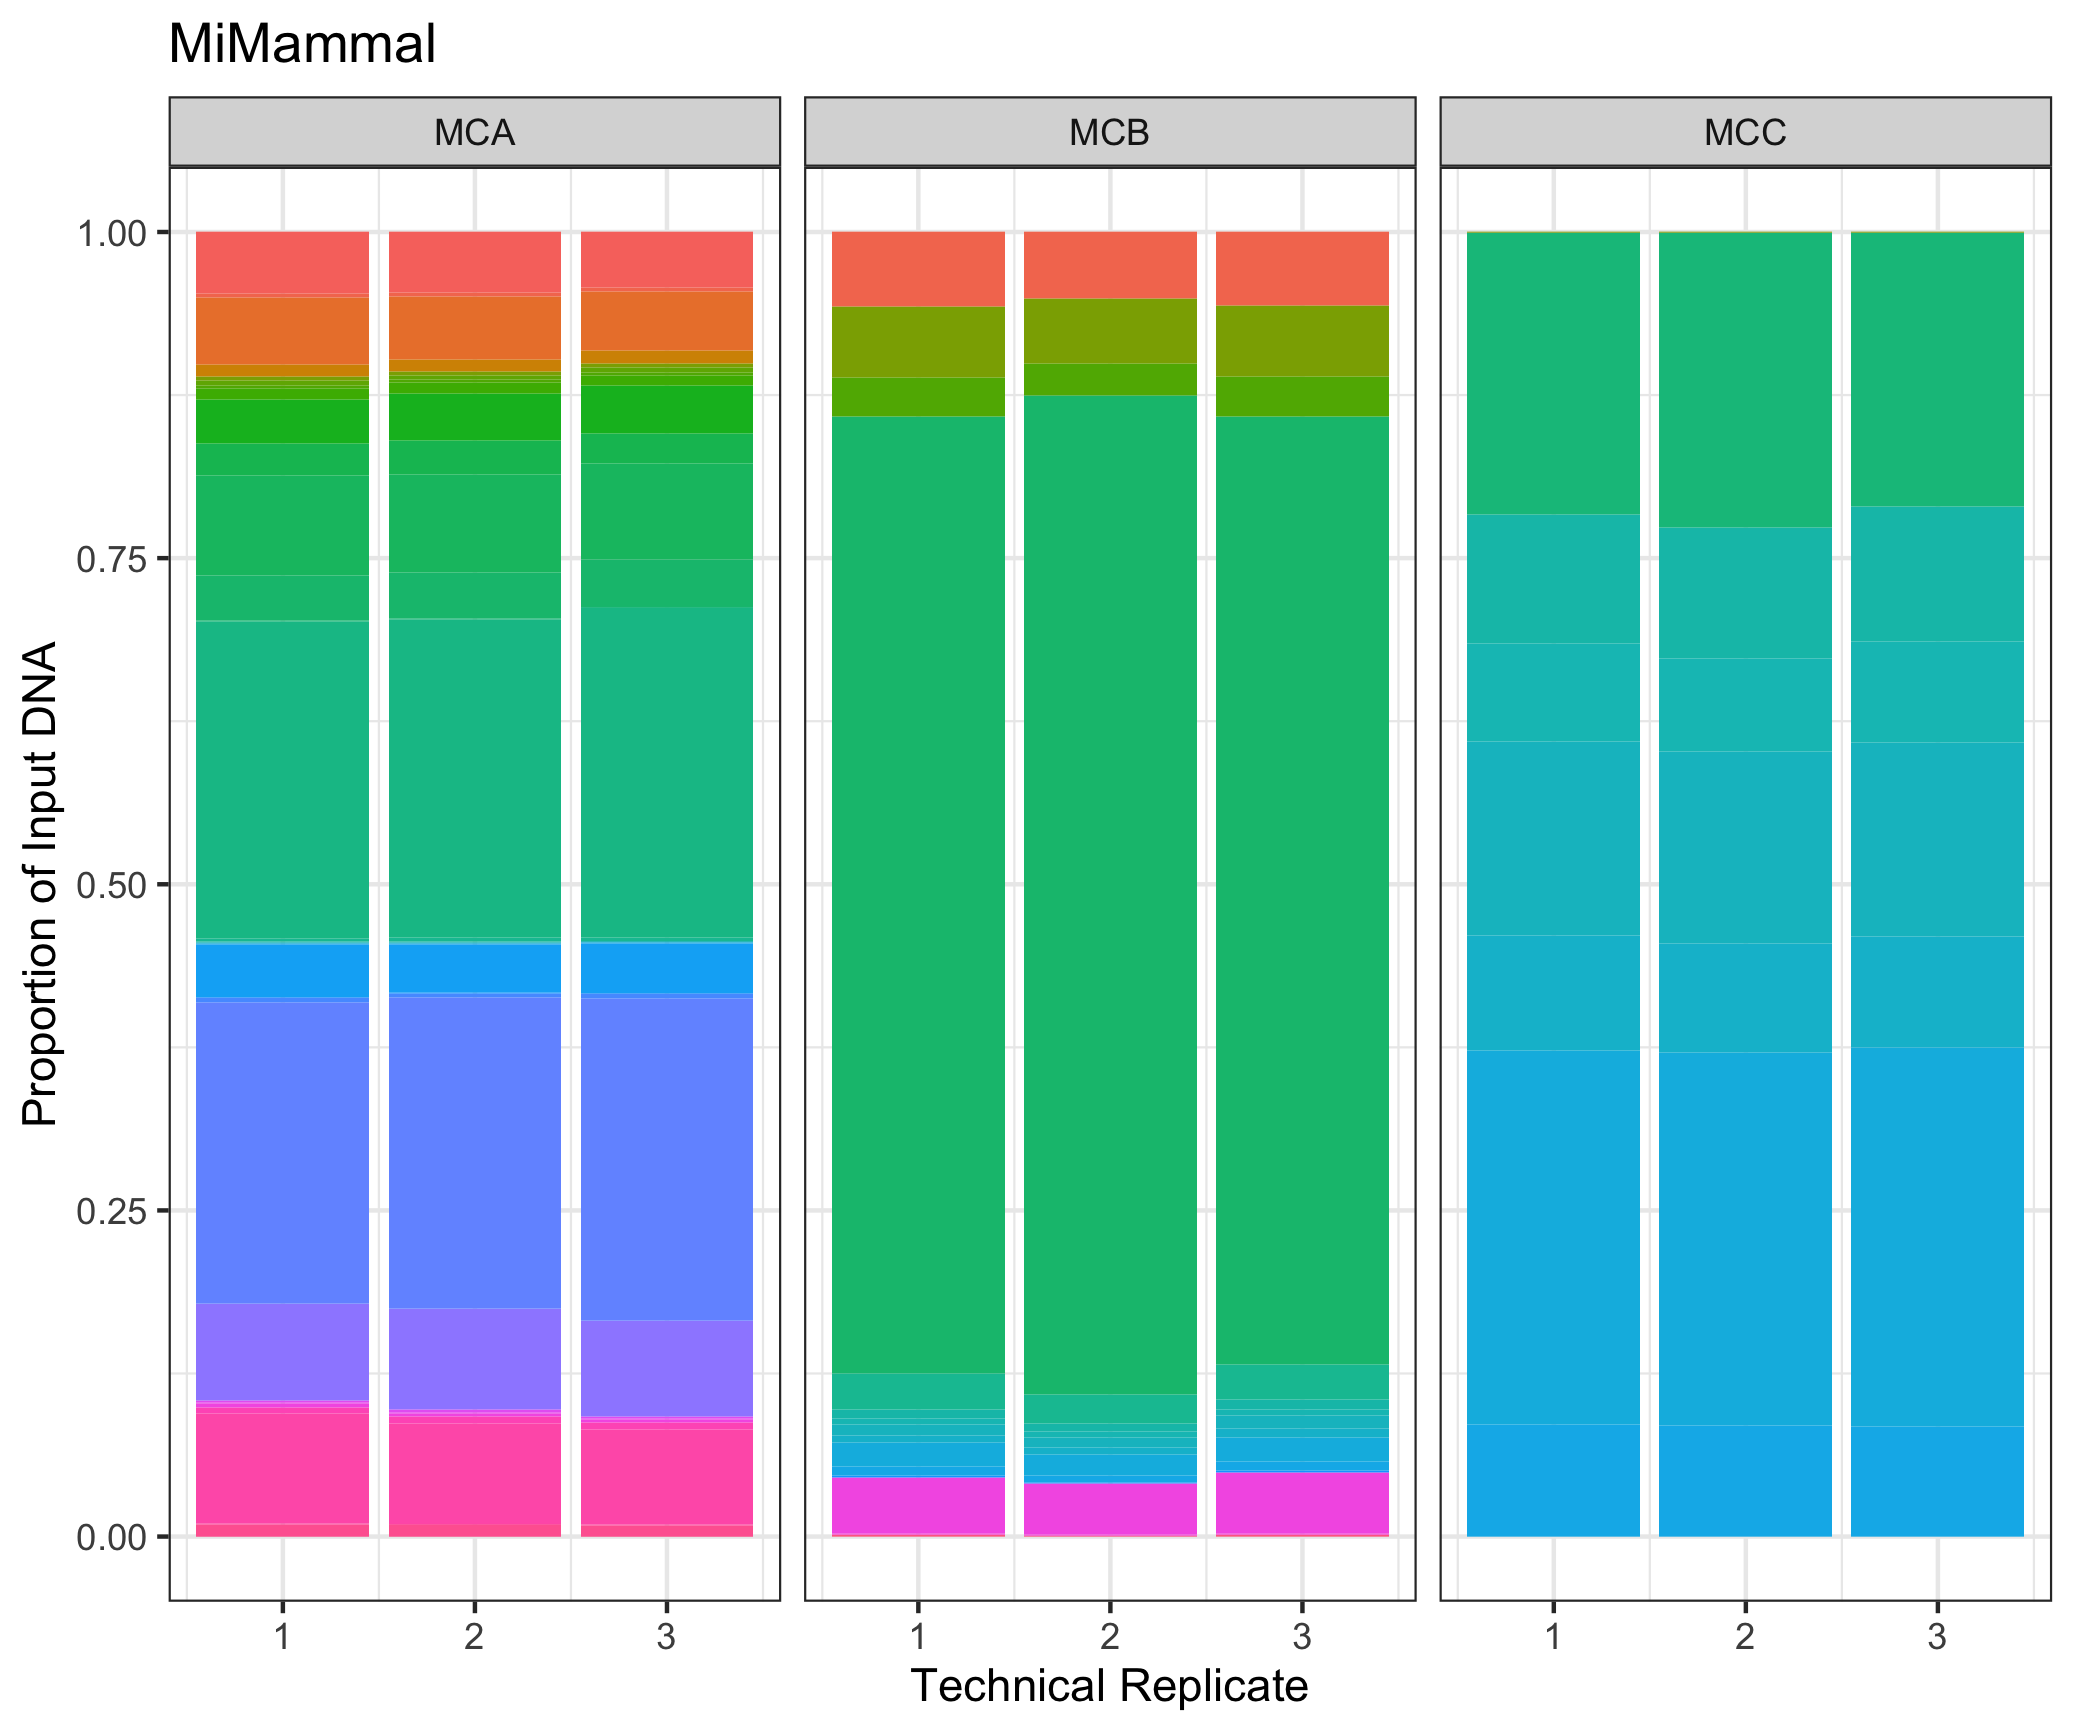 MiMammal
MCA MCB MCC
Proportion of Input DNA
1.00
0.75
0.50
0.25
0.00
1 2 3 1 2 3 1 2 3
Technical Replicate